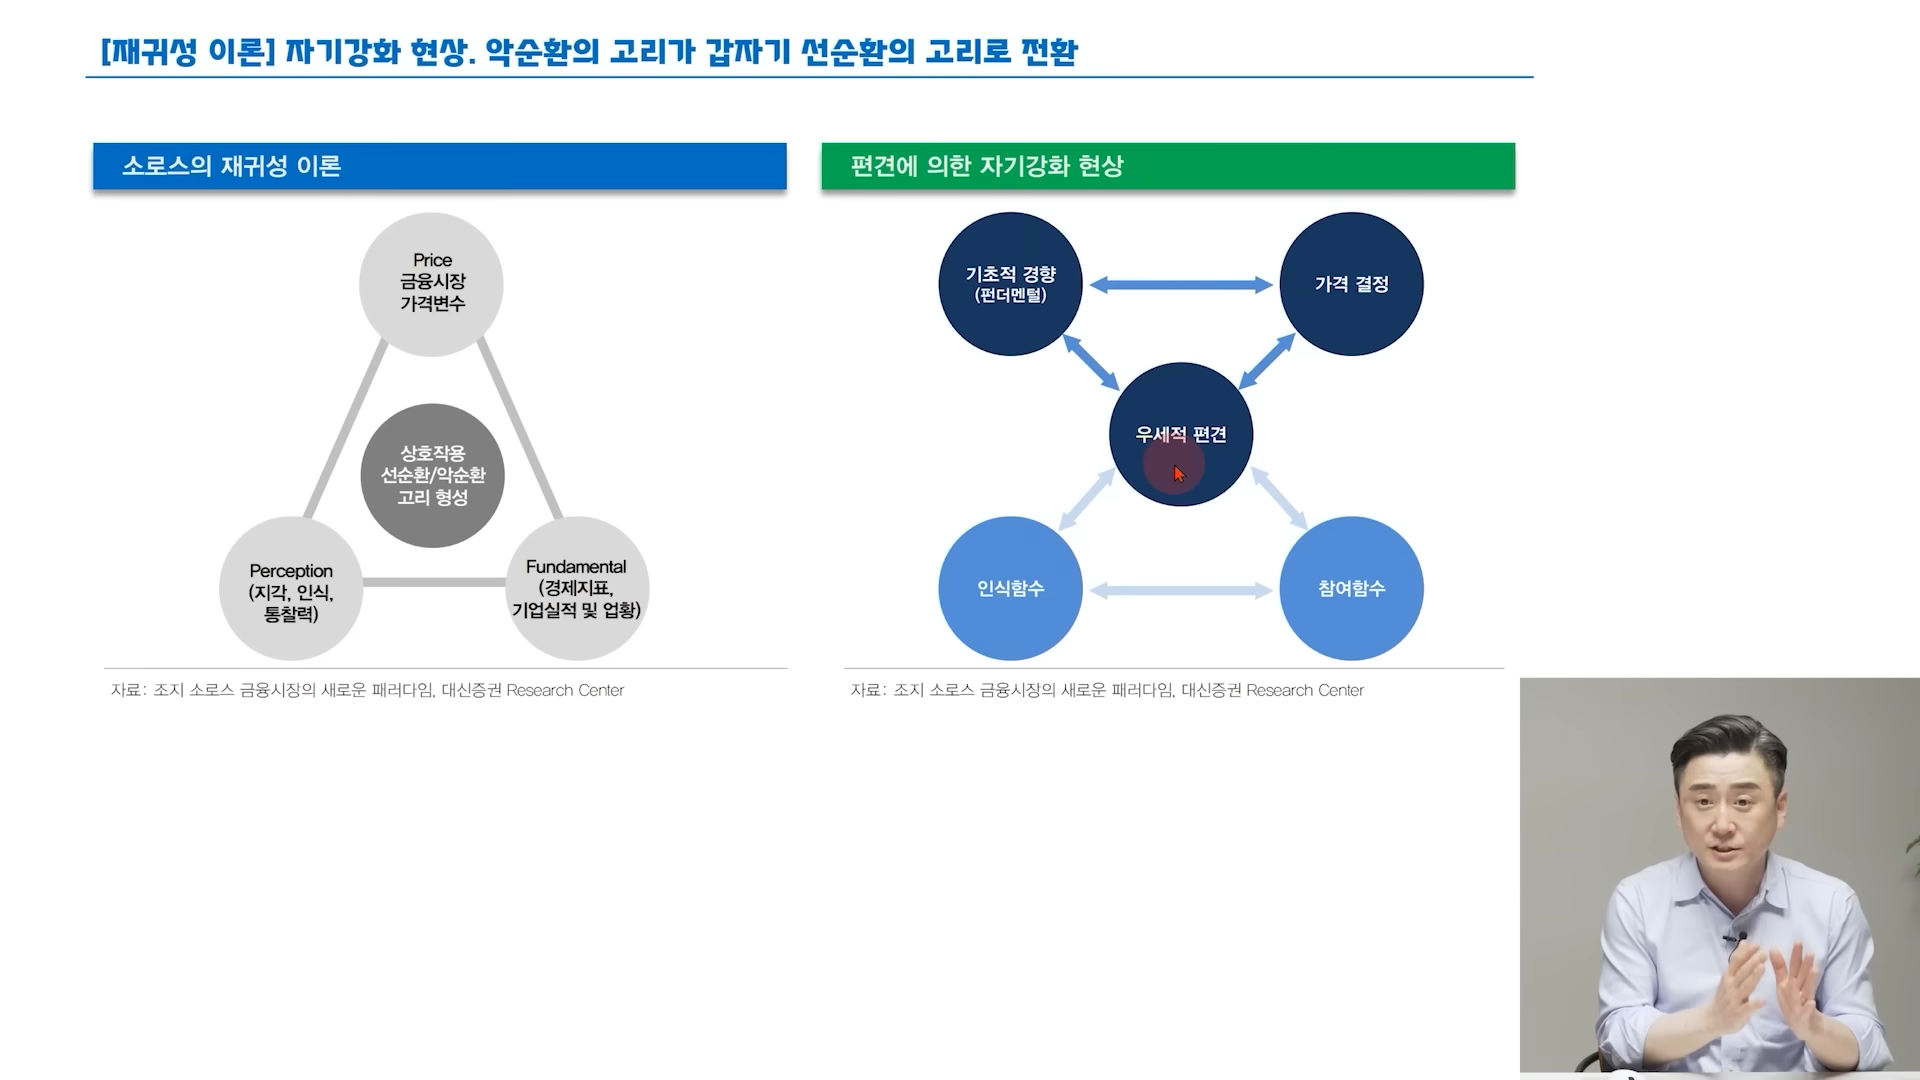 [재귀성 이론] 자기강화 현상. 악순환의 고리가 갑자기 선순환의 고리로 전환
소로스의 재귀성 이론
Price
금융시장
가격변수
상호작용
선순환/악순환
고리 형성
Perception
(지각, 인식,
통찰력)
Fundamental
(경제지표,
기업실적 및 업황)
자료: 조지 소로스 금융시장의 새로운 패러다임, 대신증권 Research Center
편견에 의한 자기강화 현상
기초적 경향
(펀더멘털)
가격 결정
우세적 편견
인식함수
참여함수
자료: 조지 소로스 금융시장의 새로운 패러다임, 대신증권 Research Center